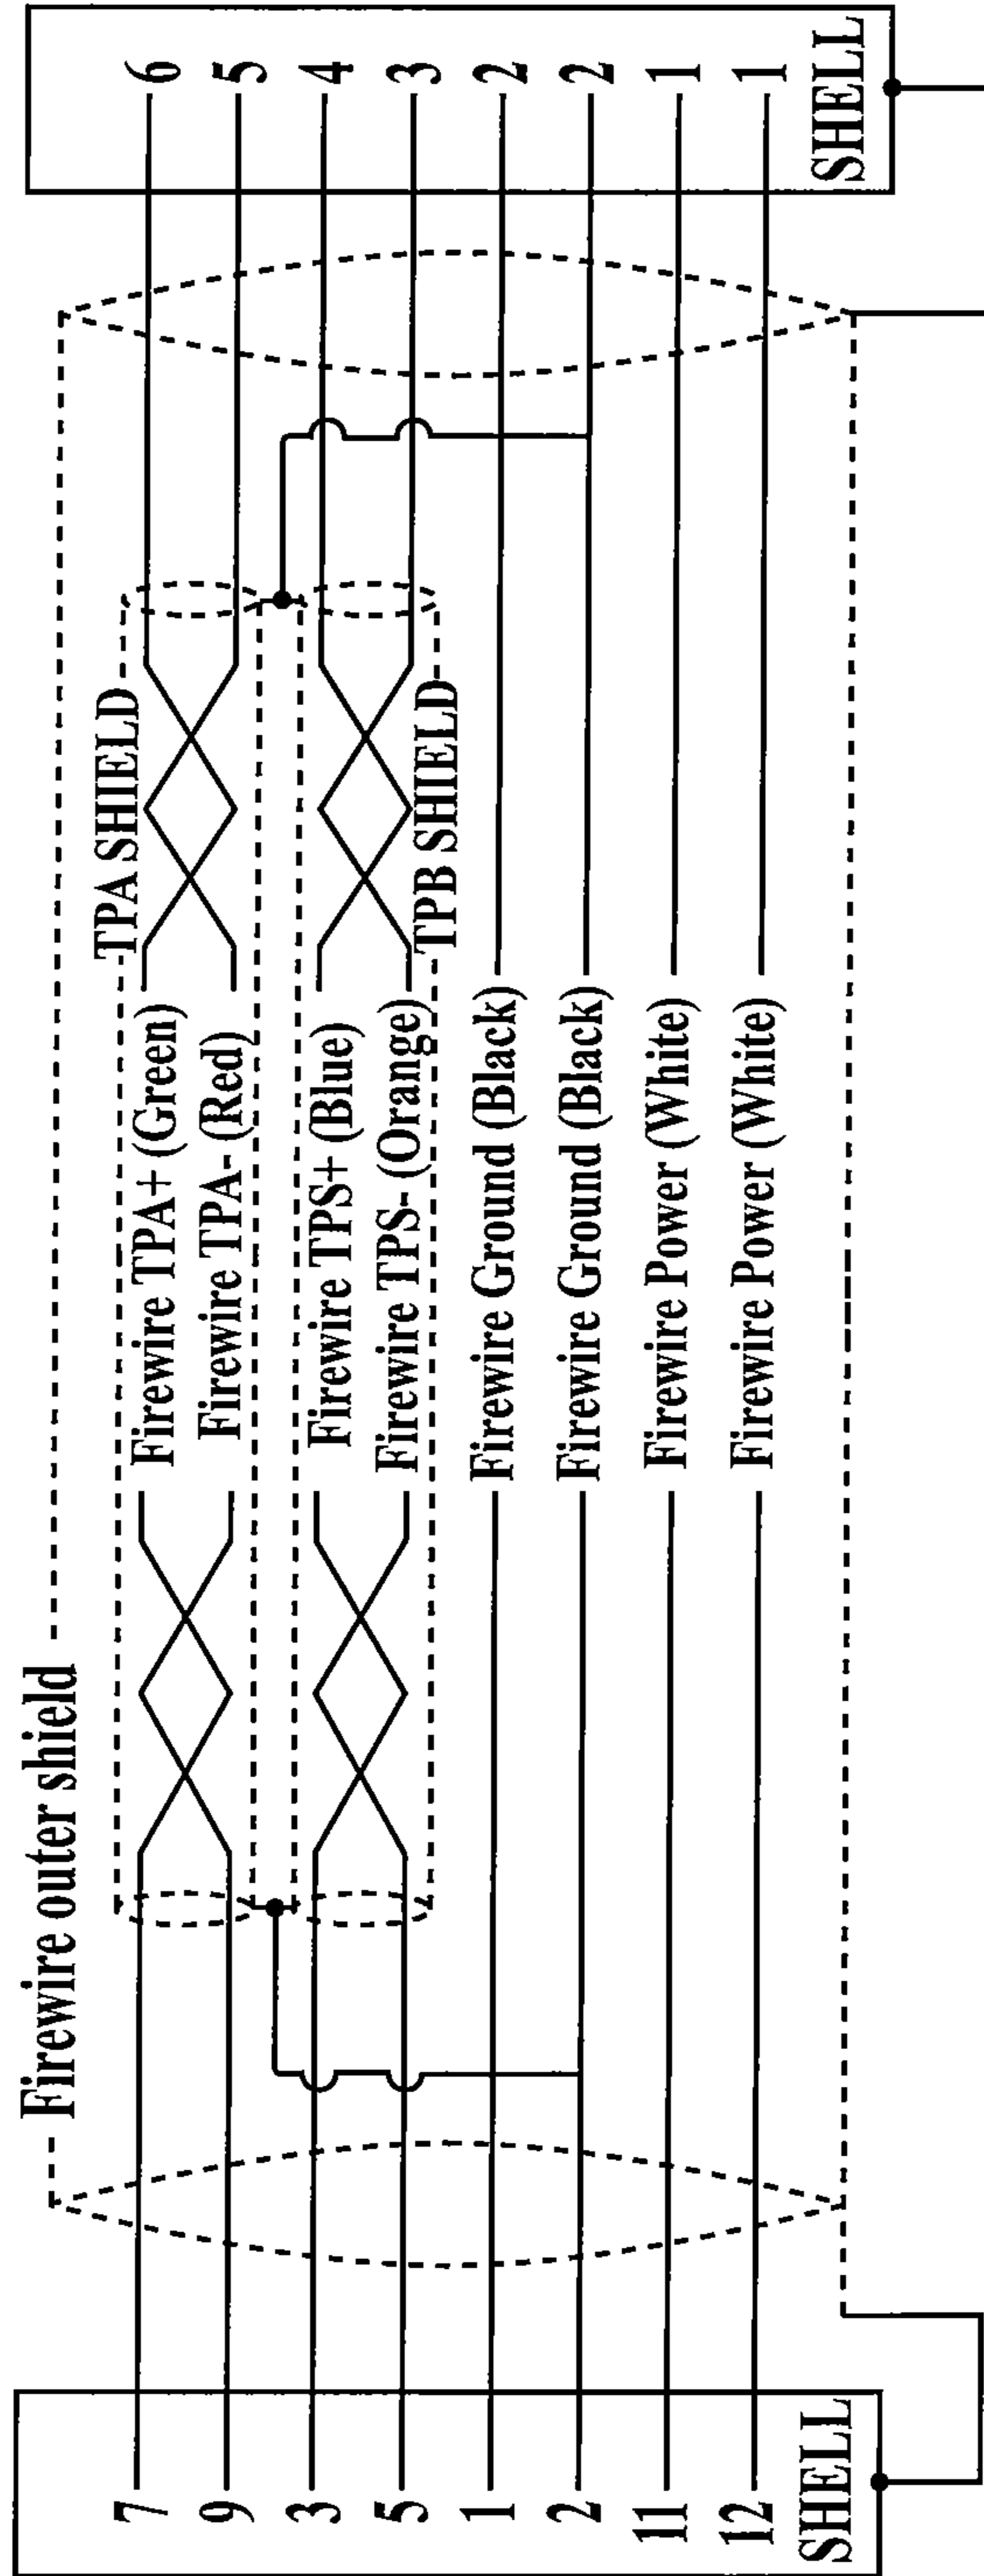 Firewire outer shield
TPA SHIELD
7 Firewire TPA+ (Green) 6
9 Firewire TPA- (Red) 5
3 Firewire TPS+ (Blue) 4
5 Firewire TPS- (Orange) 3
TPB SHIELD
1 Firewire Ground (Black) 2
2 Firewire Ground (Black) 2
11 Firewire Power (White) 1
12 Firewire Power (White) 1
SHELL SHELL